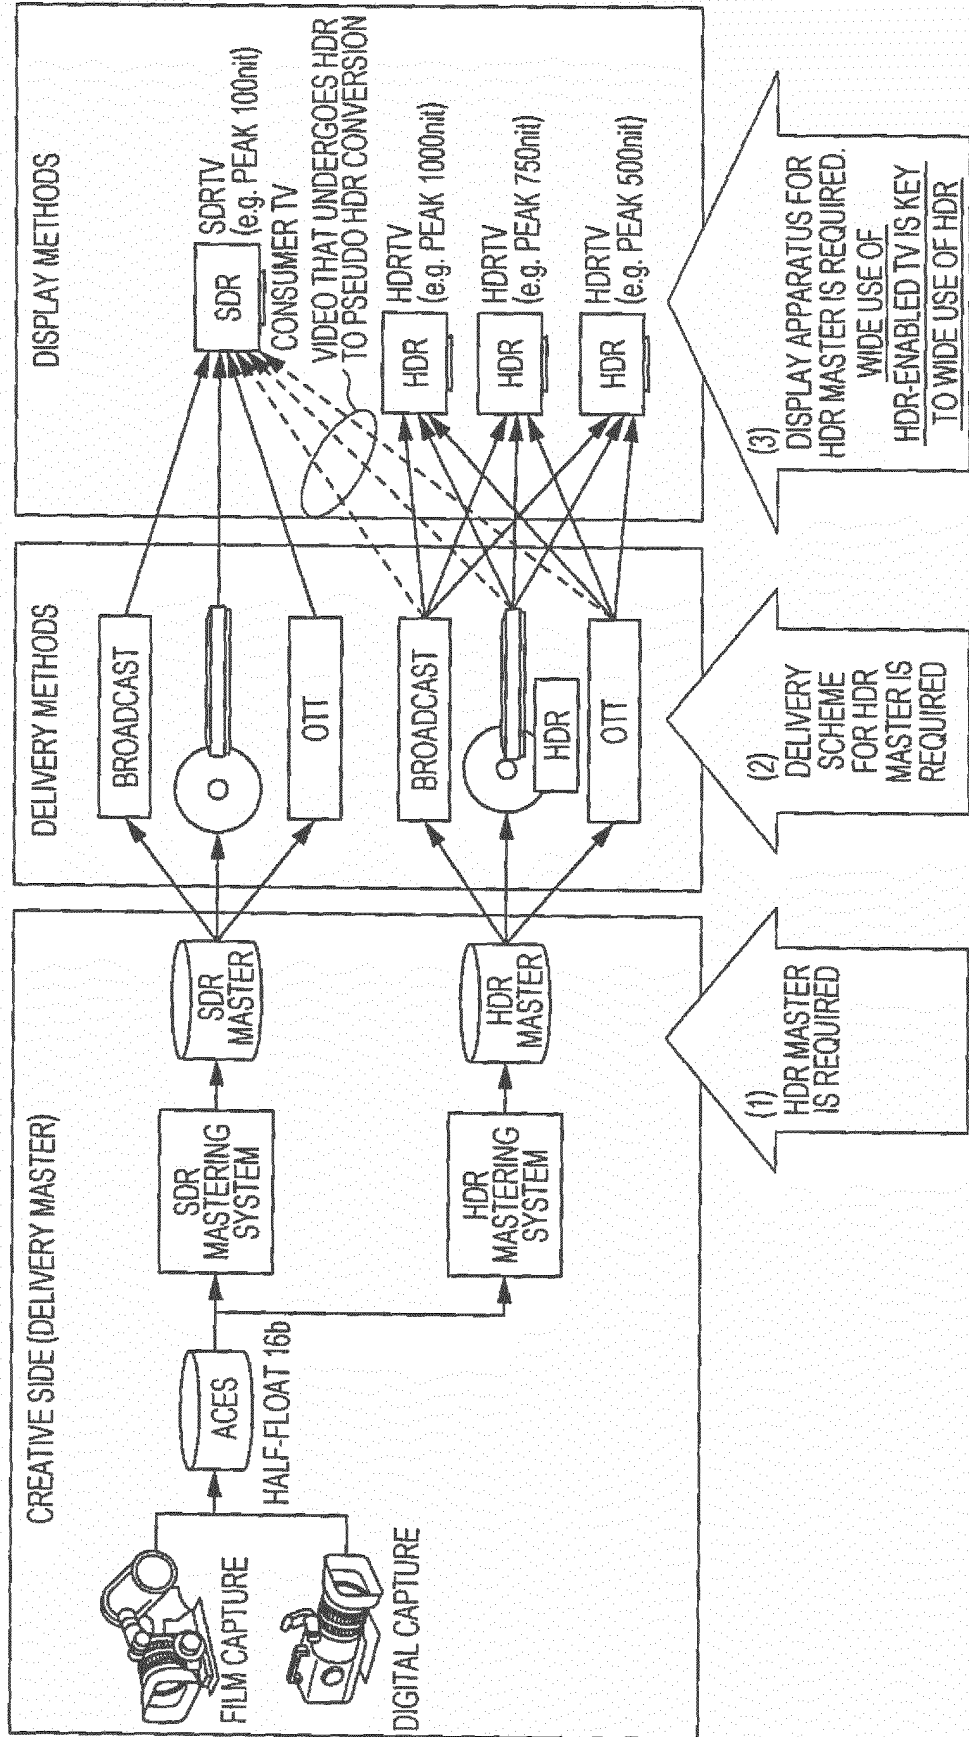 CREATIVE SIDE (DELIVERY MASTER)
FILM CAPTURE
DIGITAL CAPTURE
ACES
HALF-FLOAT 16b
SDR
MASTERING
SYSTEM
SDR
MASTER
HDR
MASTERING
SYSTEM
HDR
MASTER
DELIVERY METHODS
BROADCAST
OTT
BROADCAST
HDR
OTT
DISPLAY METHODS
SDR
SDRTV
(e.g. PEAK 100nit)
CONSUMER TV
VIDEO THAT UNDERGOES HDR
TO PSEUDO HDR CONVERSION
HDR
HDRTV
(e.g. PEAK 1000nit)
HDR
HDRTV
(e.g. PEAK 750nit)
HDR
HDRTV
(e.g. PEAK 500nit)
(1)
HDR MASTER
IS REQUIRED
(2)
DELIVERY
SCHEME
FOR HDR
MASTER IS
REQUIRED
(3)
DISPLAY APPARATUS FOR
HDR MASTER IS REQUIRED.
WIDE USE OF
HDR-ENABLED TV IS KEY
TO WIDE USE OF HDR